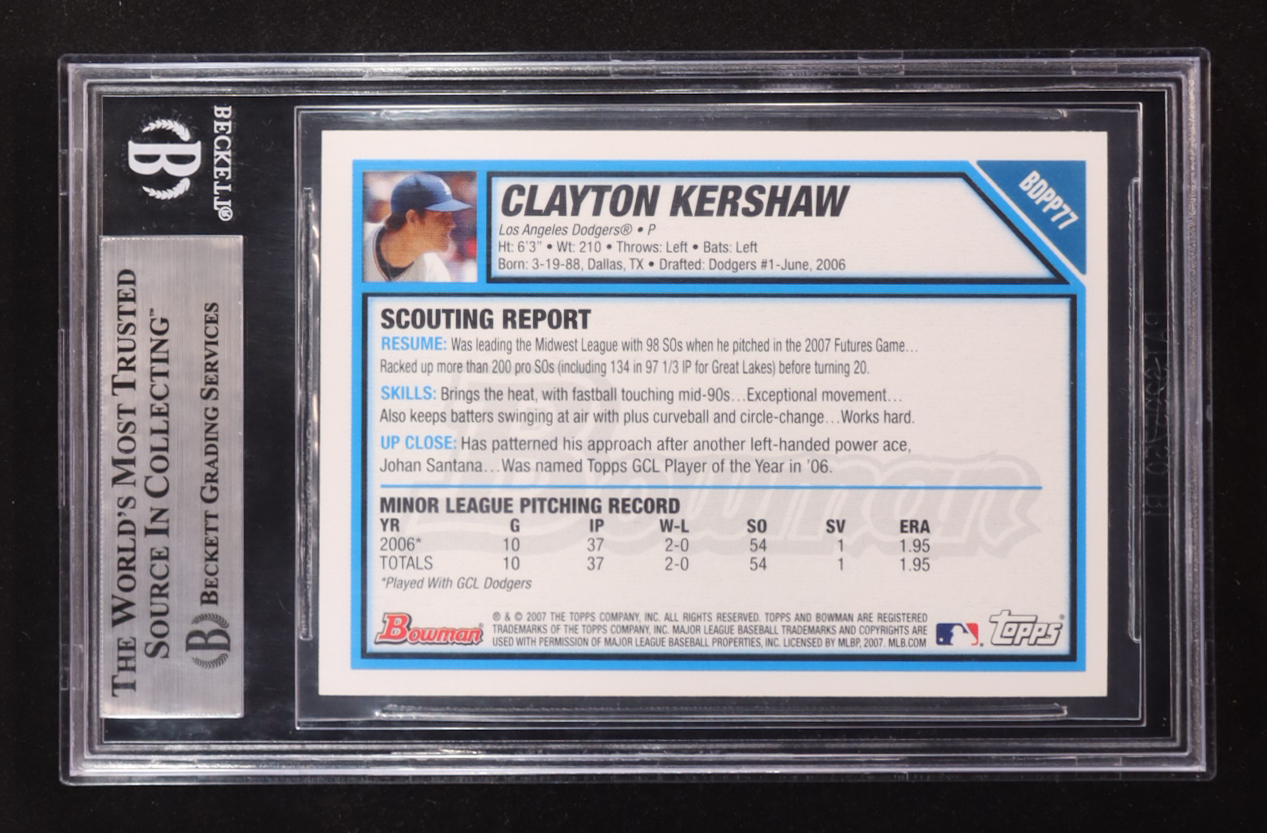 BECKETT®
THE WORLD'S MOST TRUSTED
SOURCE IN COLLECTING™
BECKETT GRADING SERVICES
BDPP77
CLAYTON KERSHAW
Los Angeles Dodgers® • P
Ht: 6'3" • Wt: 210 • Throws: Left • Bats: Left
Born: 3-19-88, Dallas, TX • Drafted: Dodgers #1-June, 2006
SCOUTING REPORT
RESUME: Was leading the Midwest League with 98 SOs when he pitched in the 2007 Futures Game...
Racked up more than 200 pro SOs (including 134 in 97 1/3 IP for Great Lakes) before turning 20.
SKILLS: Brings the heat, with fastball touching mid-90s...Exceptional movement...
Also keeps batters swinging at air with plus curveball and circle-change...Works hard.
UP CLOSE: Has patterned his approach after another left-handed power ace,
Johan Santana...Was named Topps GCL Player of the Year in '06.
Bowman
MINOR LEAGUE PITCHING RECORD
YR G IP W-L SO SV ERA
2006* 10 37 2-0 54 1 1.95
TOTALS 10 37 2-0 54 1 1.95
*Played With GCL Dodgers
Bowman
® & © 2007 THE TOPPS COMPANY, INC. ALL RIGHTS RESERVED. TOPPS AND BOWMAN ARE REGISTERED
TRADEMARKS OF THE TOPPS COMPANY, INC. MAJOR LEAGUE BASEBALL TRADEMARKS AND COPYRIGHTS ARE
USED WITH PERMISSION OF MAJOR LEAGUE BASEBALL PROPERTIES, INC. LICENSED BY MLBP, 2007. MLB.COM
TOPPS®